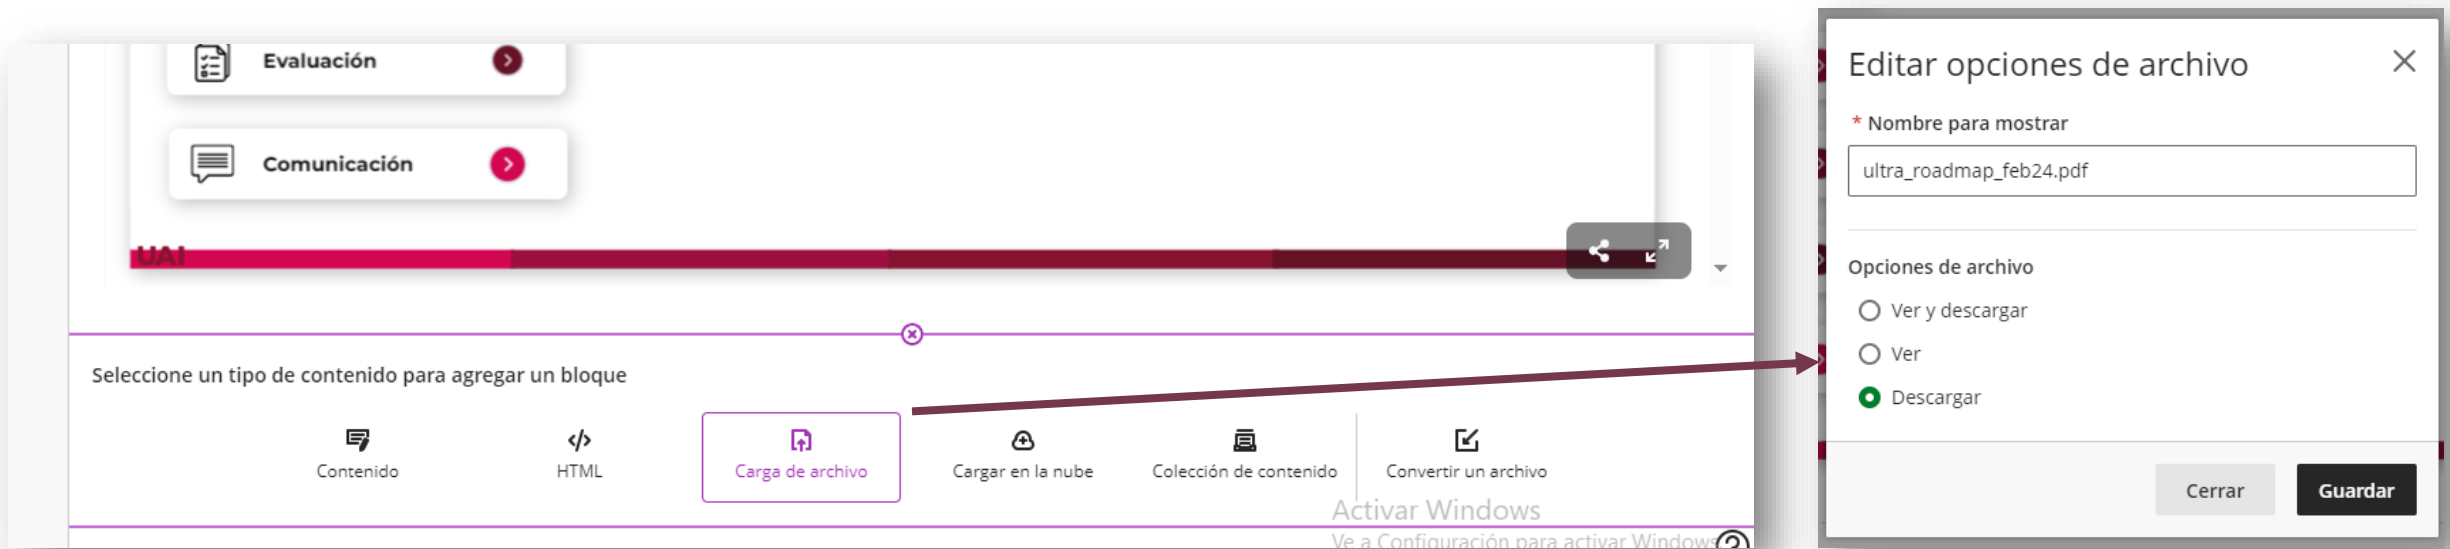 Evaluación
Comunicación
UAI
Seleccione un tipo de contenido para agregar un bloque
Contenido
HTML
Carga de archivo
Cargar en la nube
Colección de contenido
Convertir un archivo
Activar Windows
Ve a Configuración para activar Windows
Editar opciones de archivo
* Nombre para mostrar
ultra_roadmap_feb24.pdf
Opciones de archivo
Ver y descargar
Ver
Descargar
Cerrar
Guardar